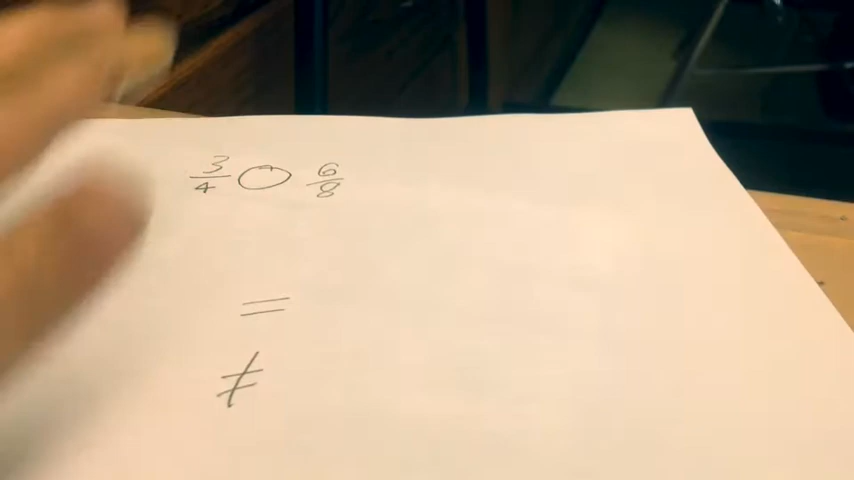 3/4 ○ 6/8
=
≠